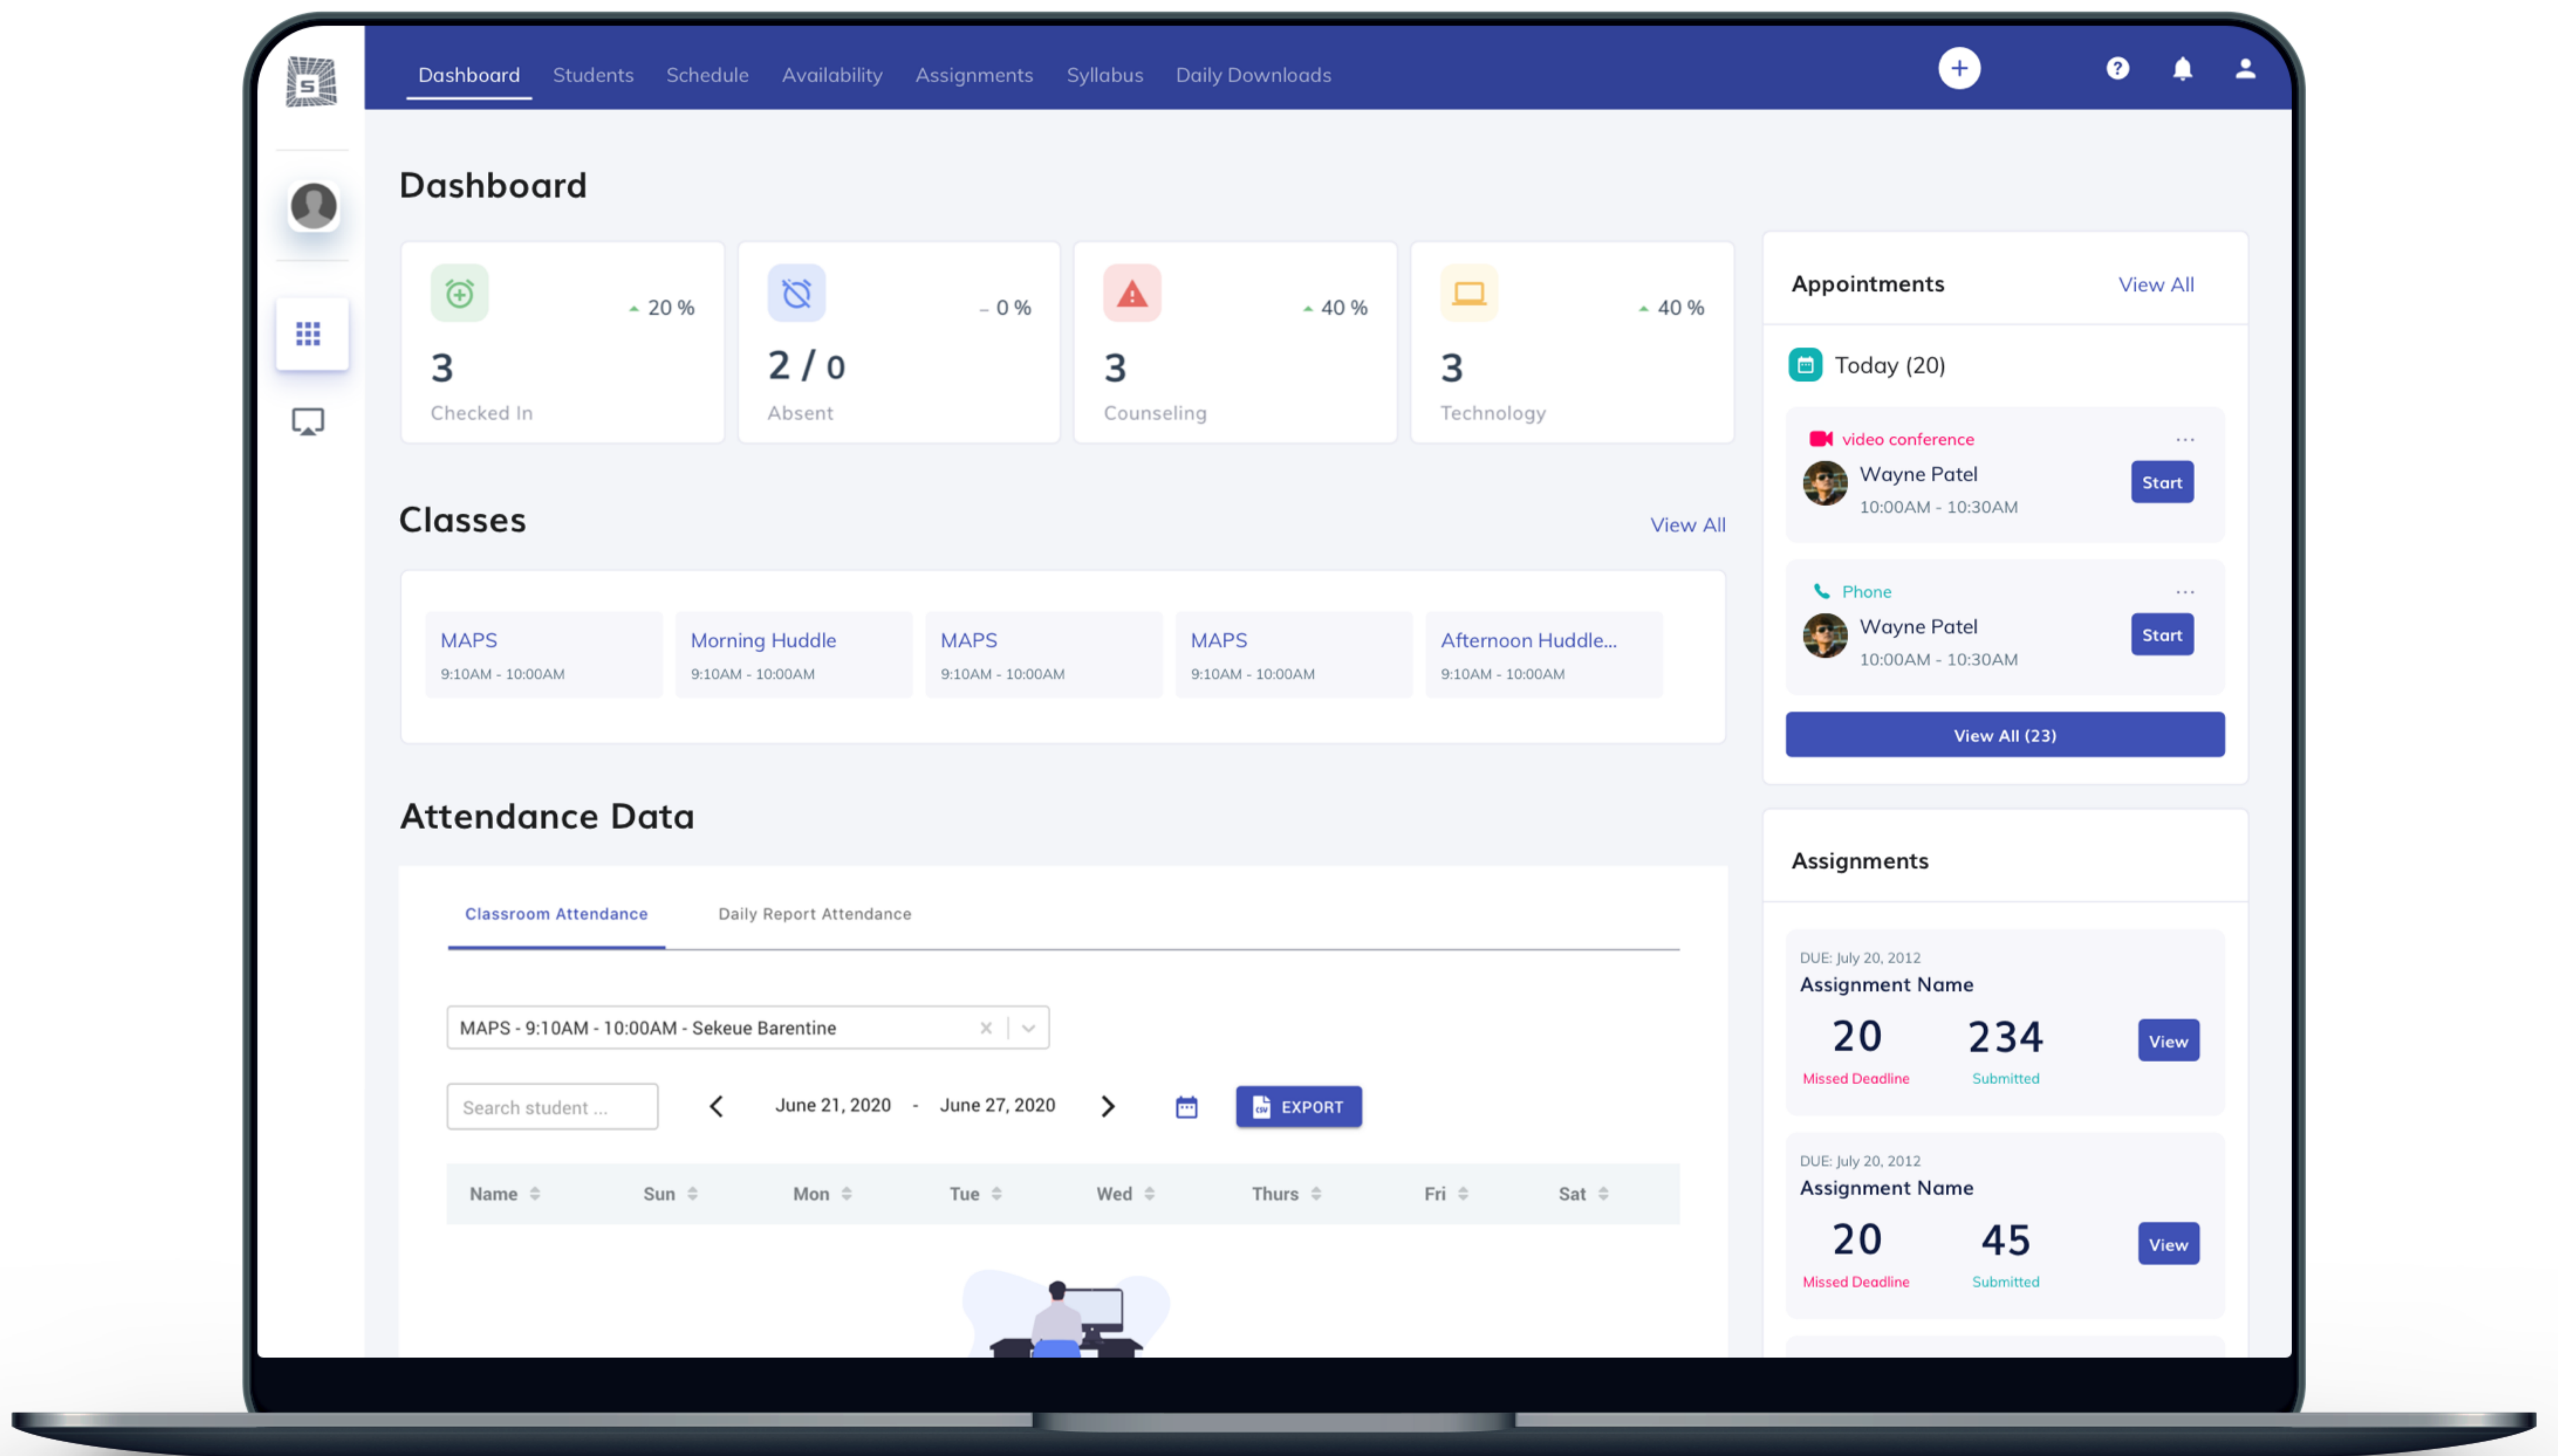 S
Dashboard Students Schedule Availability Assignments Syllabus Daily Downloads + ?
Dashboard
20 %
3
Checked In
– 0 %
2 / 0
Absent
40 %
3
Counseling
40 %
3
Technology
Classes View All
MAPS
9:10AM - 10:00AM
Morning Huddle
9:10AM - 10:00AM
MAPS
9:10AM - 10:00AM
MAPS
9:10AM - 10:00AM
Afternoon Huddle...
9:10AM - 10:00AM
Attendance Data
Classroom Attendance Daily Report Attendance
MAPS - 9:10AM - 10:00AM - Sekeue Barentine
Search student ... June 21, 2020 - June 27, 2020 CSV EXPORT
Name Sun Mon Tue Wed Thurs Fri Sat
Appointments View All
Today (20)
video conference ...
Wayne Patel
10:00AM - 10:30AM
Start
Phone ...
Wayne Patel
10:00AM - 10:30AM
Start
View All (23)
Assignments
DUE: July 20, 2012
Assignment Name
20 234
Missed Deadline Submitted
View
DUE: July 20, 2012
Assignment Name
20 45
Missed Deadline Submitted
View